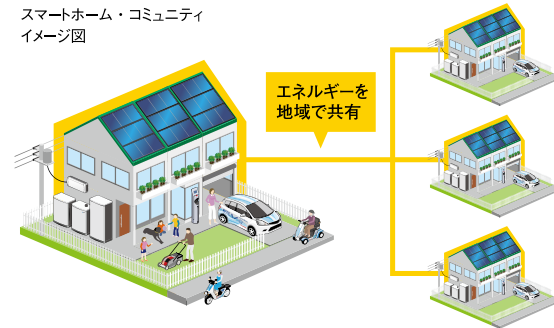 スマートホーム・コミュニティ
イメージ図
エネルギーを
地域で共有